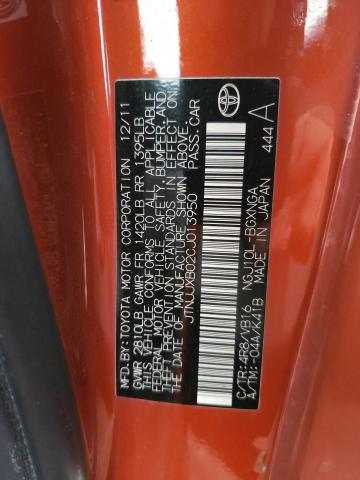 MFD. BY: TOYOTA MOTOR CORPORATION 12/11
GVWR 2810LB GAWR FR 1420LB RR 1395LB
THIS VEHICLE CONFORMS TO ALL APPLICABLE
FEDERAL MOTOR VEHICLE SAFETY, BUMPER, AND
THEFT PREVENTION STANDARDS IN EFFECT ON
THE DATE OF MANUFACTURE SHOWN ABOVE.
JTNJJXB02CJ013950 PASS.CAR
C/TR:4R8/VB16 NGJ10L-BGXNGA
A/TM:-04A/K41B MADE IN JAPAN 444 A
TOYOTA